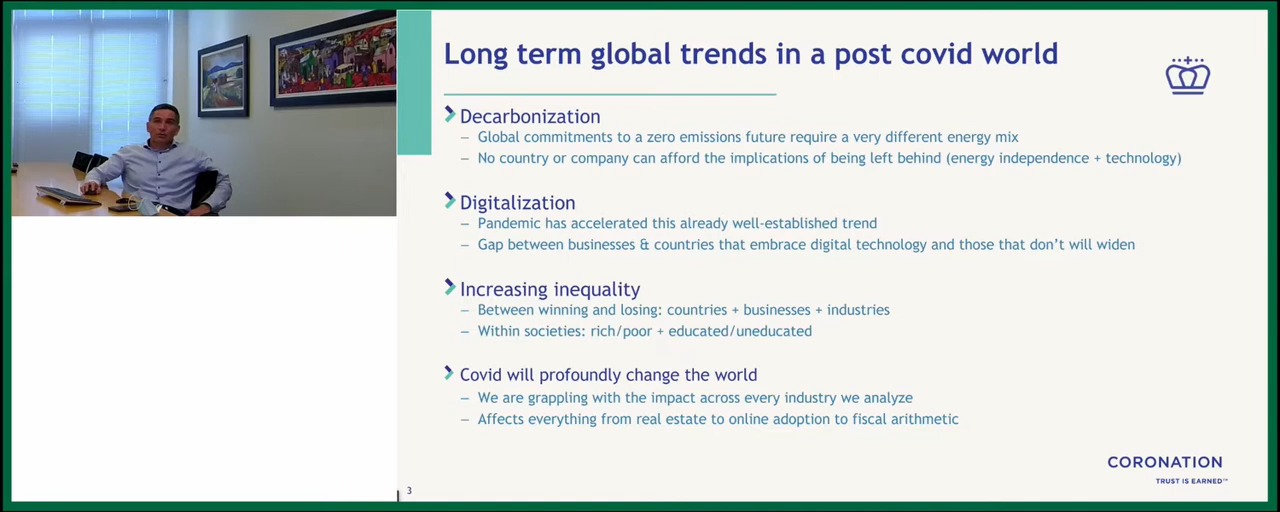 Long term global trends in a post covid world
Decarbonization
– Global commitments to a zero emissions future require a very different energy mix
– No country or company can afford the implications of being left behind (energy independence + technology)
Digitalization
– Pandemic has accelerated this already well-established trend
– Gap between businesses & countries that embrace digital technology and those that don't will widen
Increasing inequality
– Between winning and losing: countries + businesses + industries
– Within societies: rich/poor + educated/uneducated
Covid will profoundly change the world
– We are grappling with the impact across every industry we analyze
– Affects everything from real estate to online adoption to fiscal arithmetic
CORONATION
TRUST IS EARNED™
3